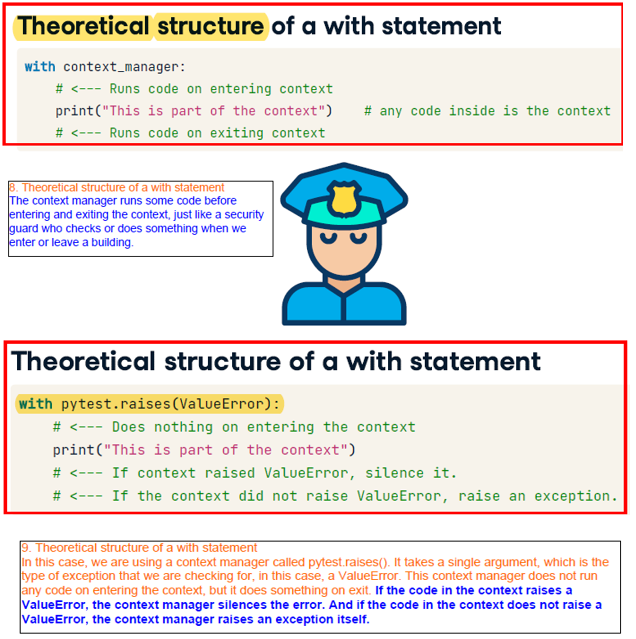 Theoretical structure of a with statement
with context_manager:
# <--- Runs code on entering context
print("This is part of the context")    # any code inside is the context
# <--- Runs code on exiting context
8. Theoretical structure of a with statement
The context manager runs some code before
entering and exiting the context, just like a security
guard who checks or does something when we
enter or leave a building.
Theoretical structure of a with statement
with pytest.raises(ValueError):
# <--- Does nothing on entering the context
print("This is part of the context")
# <--- If context raised ValueError, silence it.
# <--- If the context did not raise ValueError, raise an exception.
9. Theoretical structure of a with statement
In this case, we are using a context manager called pytest.raises(). It takes a single argument, which is the
type of exception that we are checking for, in this case, a ValueError. This context manager does not run
any code on entering the context, but it does something on exit. If the code in the context raises a
ValueError, the context manager silences the error. And if the code in the context does not raise a
ValueError, the context manager raises an exception itself.